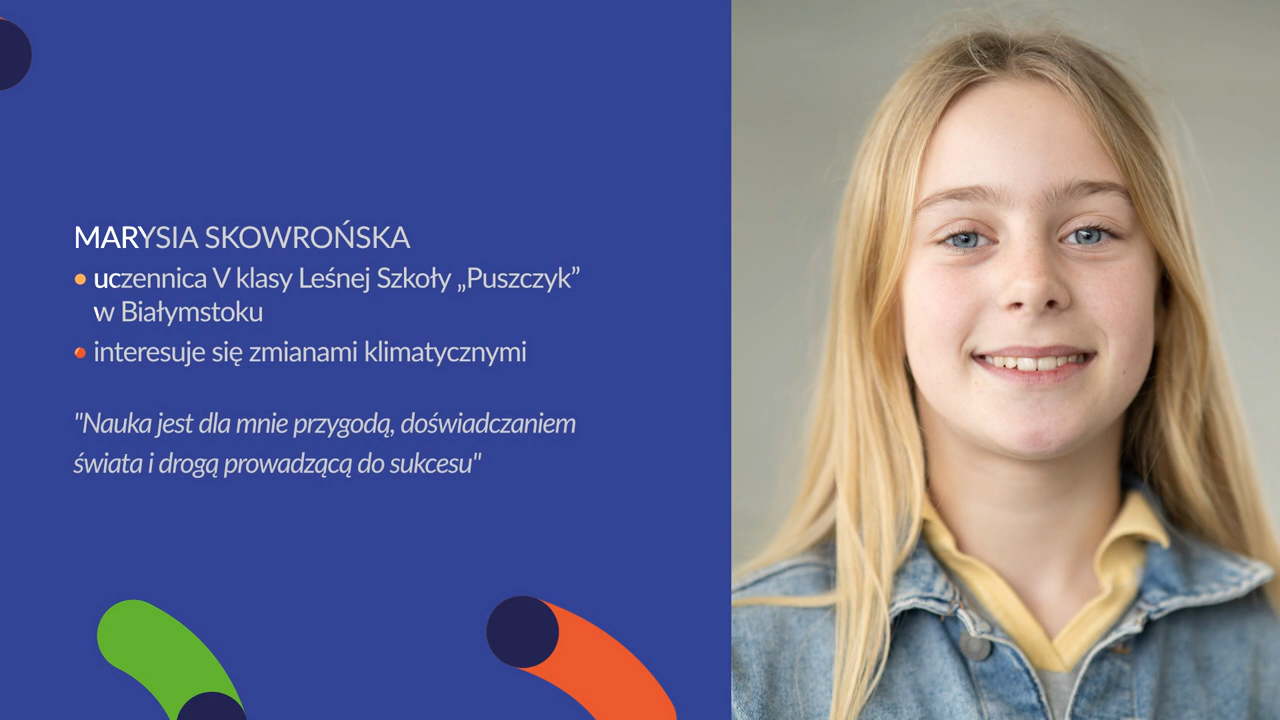 MARYSIA SKOWROŃSKA
• uczennica V klasy Leśnej Szkoły „Puszczyk”
w Białymstoku
• interesuje się zmianami klimatycznymi
"Nauka jest dla mnie przygodą, doświadczaniem
świata i drogą prowadzącą do sukcesu"